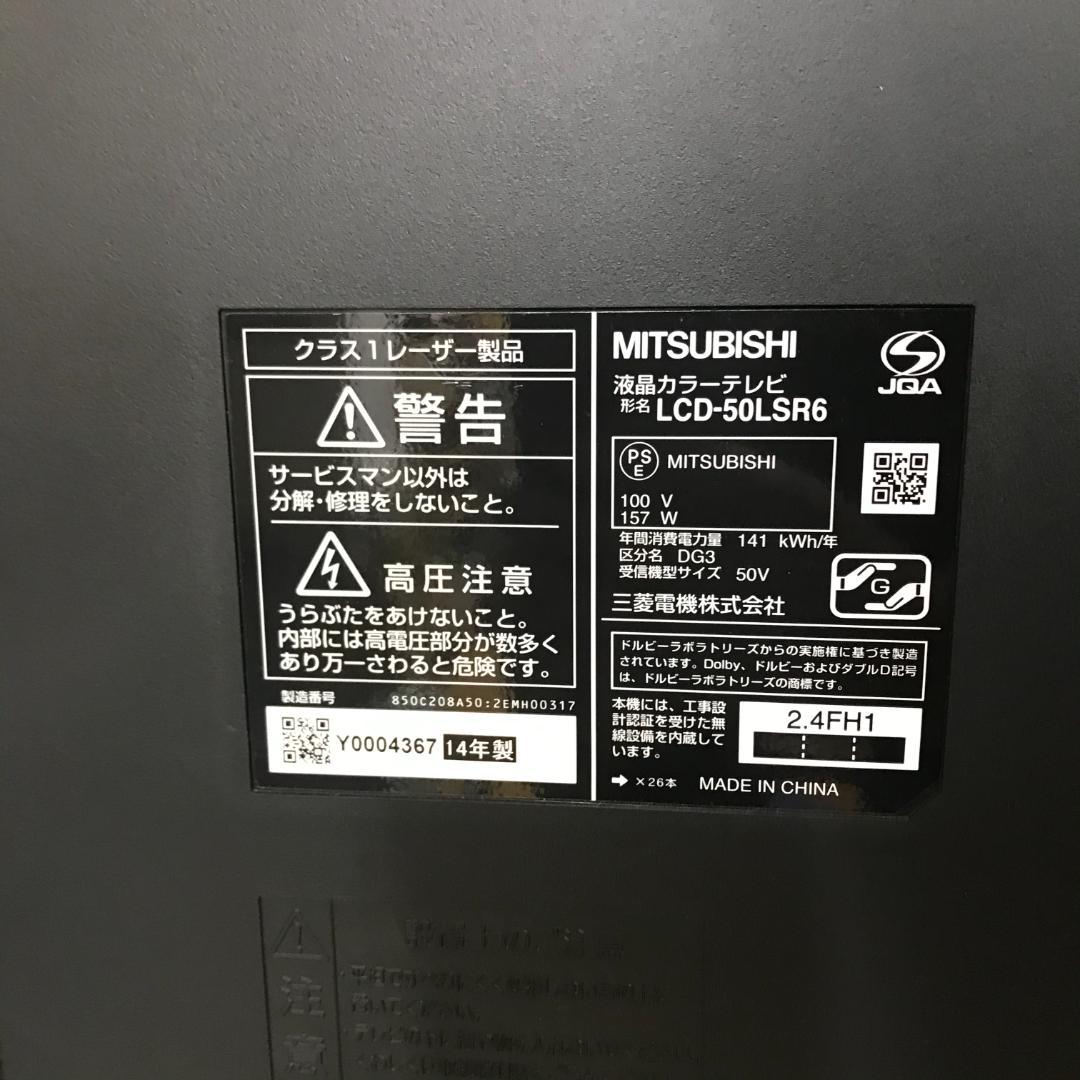 クラス1レーザー製品
警告
サービスマン以外は
分解・修理をしないこと。
高圧注意
うらぶたをあけないこと。
内部には高電圧部分が数多く
あり万一さわると危険です。
製造番号
850C208A50:2EMH00317
Y0004367 14年製
MITSUBISHI
液晶カラーテレビ
形名 LCD-50LSR6
JQA
PS
E
MITSUBISHI
100 V
157 W
年間消費電力量 141 kWh/年
区分名 DG3
受信機型サイズ 50V
G
三菱電機株式会社
ドルビーラボラトリーズからの実施権に基づき製造
されています。Dolby、ドルビーおよびダブルD記号
は、ドルビーラボラトリーズの商標です。
本機には、工事設
計認証を受けた無
線設備を内蔵して
います。
2.4FH1
➡ ×26本 MADE IN CHINA
注
意